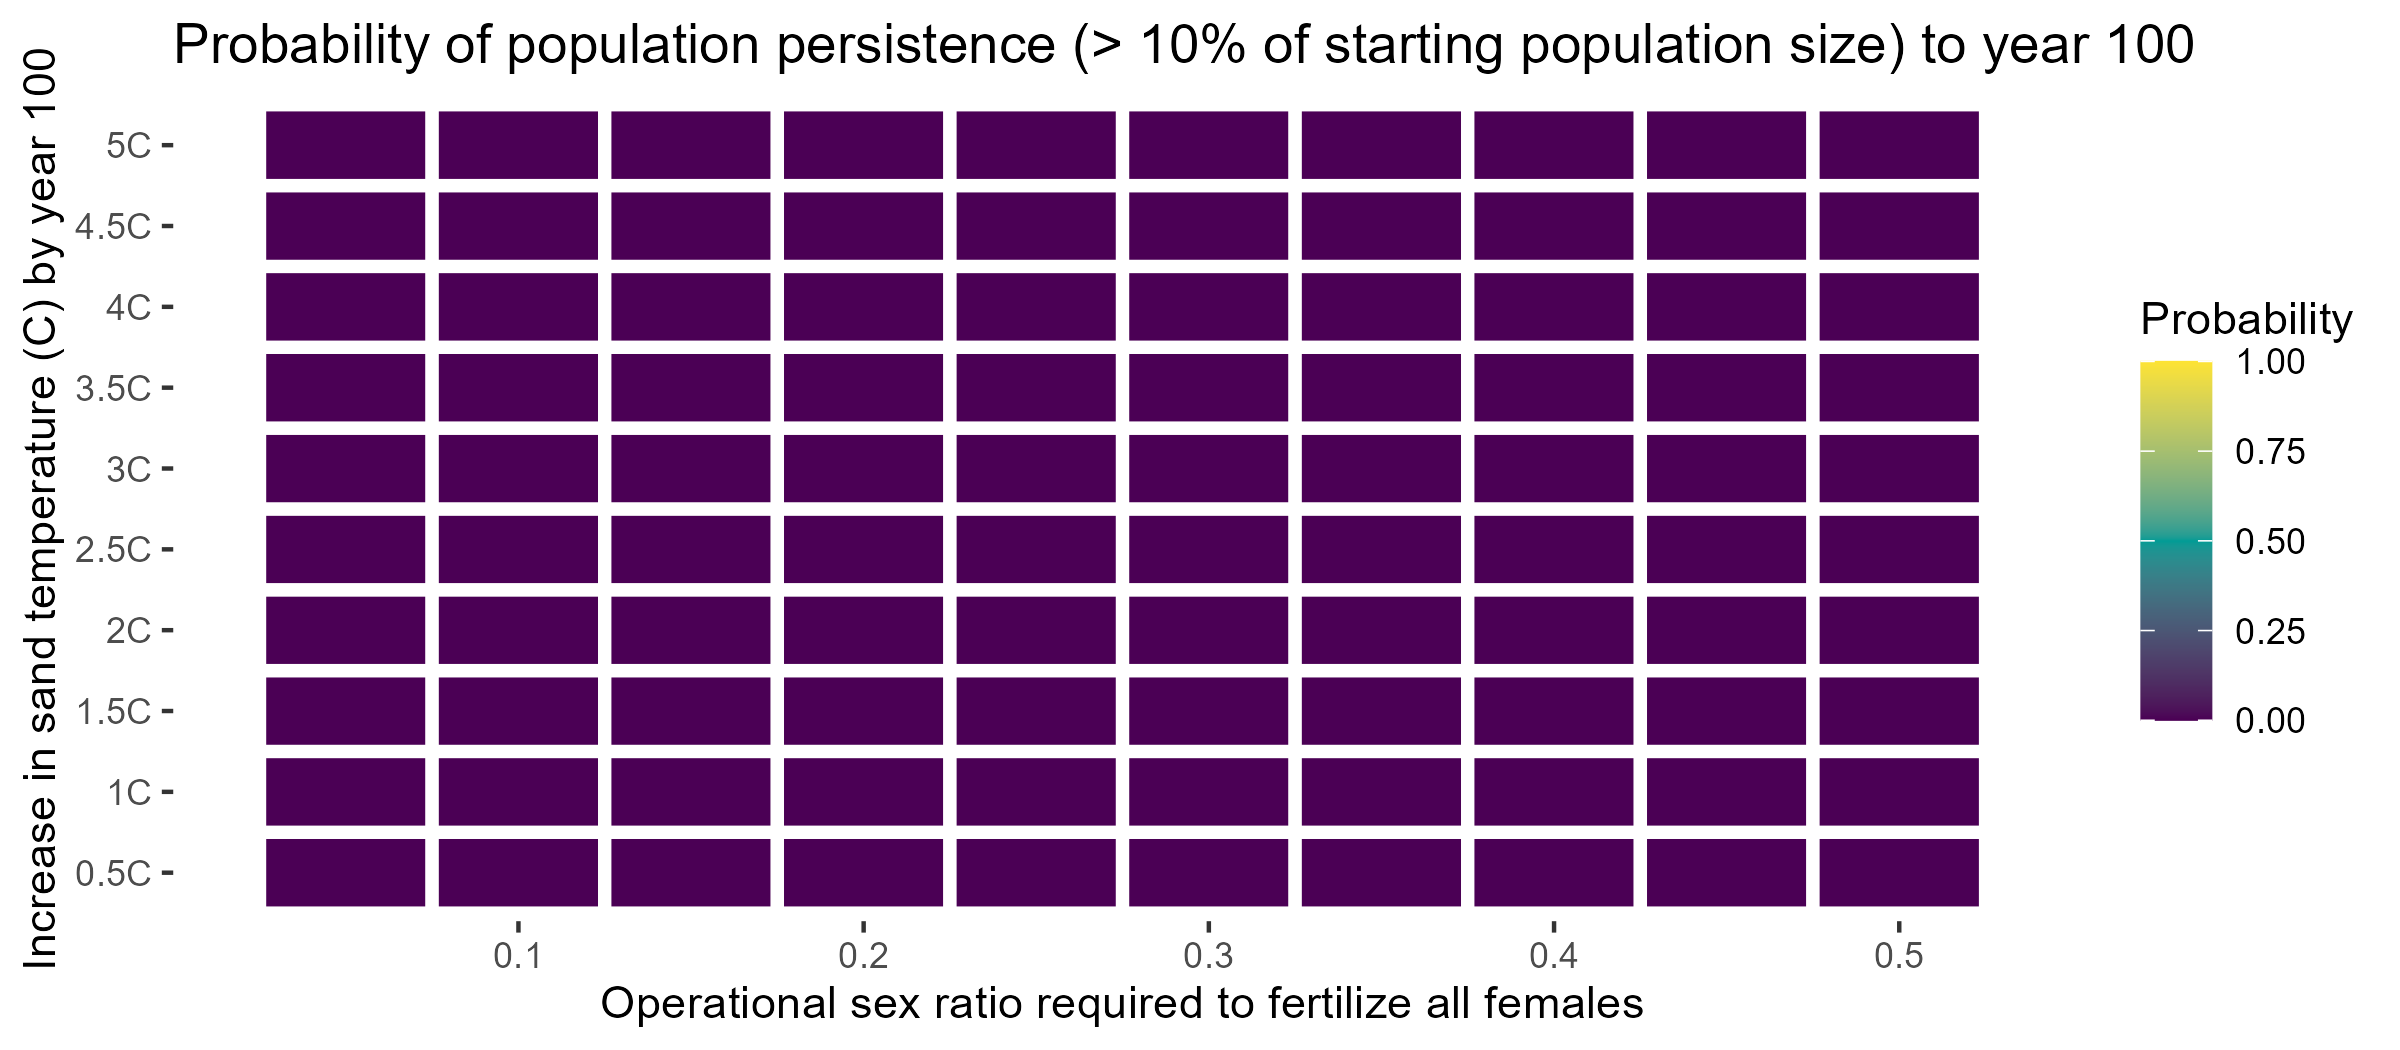 Probability of population persistence (> 10% of starting population size) to year 100
Increase in sand temperature (C) by year 100
5C
4.5C
4C
3.5C
3C
2.5C
2C
1.5C
1C
0.5C
0.1
0.2
0.3
0.4
0.5
Operational sex ratio required to fertilize all females
Probability
1.00
0.75
0.50
0.25
0.00